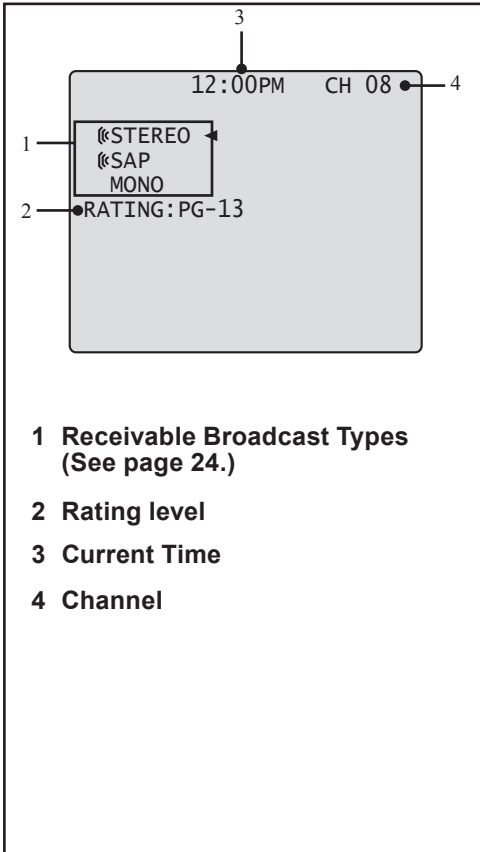 3
12:00PM CH 08 4
1
STEREO
SAP
MONO
2 RATING:PG-13
1 Receivable Broadcast Types
(See page 24.)
2 Rating level
3 Current Time
4 Channel